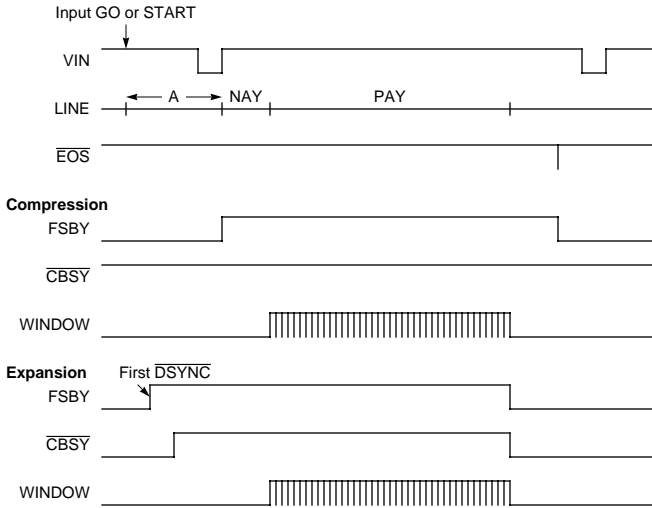 Input GO or START
VIN
LINE A NAY PAY
EOS
Compression
FSBY
CBSY
WINDOW
Expansion First DSYNC
FSBY
CBSY
WINDOW